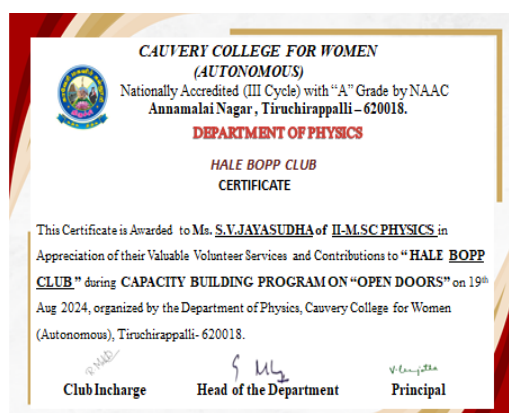 CAUVERY COLLEGE FOR WOMEN
(AUTONOMOUS)
Nationally Accredited (III Cycle) with “A” Grade by NAAC
Annamalai Nagar , Tiruchirappalli – 620018.
DEPARTMENT OF PHYSICS
HALE BOPP CLUB
CERTIFICATE
This Certificate is Awarded to Ms. S.V.JAYASUDHA of II-M.SC PHYSICS in
Appreciation of their Valuable Volunteer Services and Contributions to “ HALE BOPP
CLUB ” during CAPACITY BUILDING PROGRAM ON “OPEN DOORS” on 19th
Aug 2024, organized by the Department of Physics, Cauvery College for Women
(Autonomous), Tiruchirappalli- 620018.
Club Incharge Head of the Department Principal